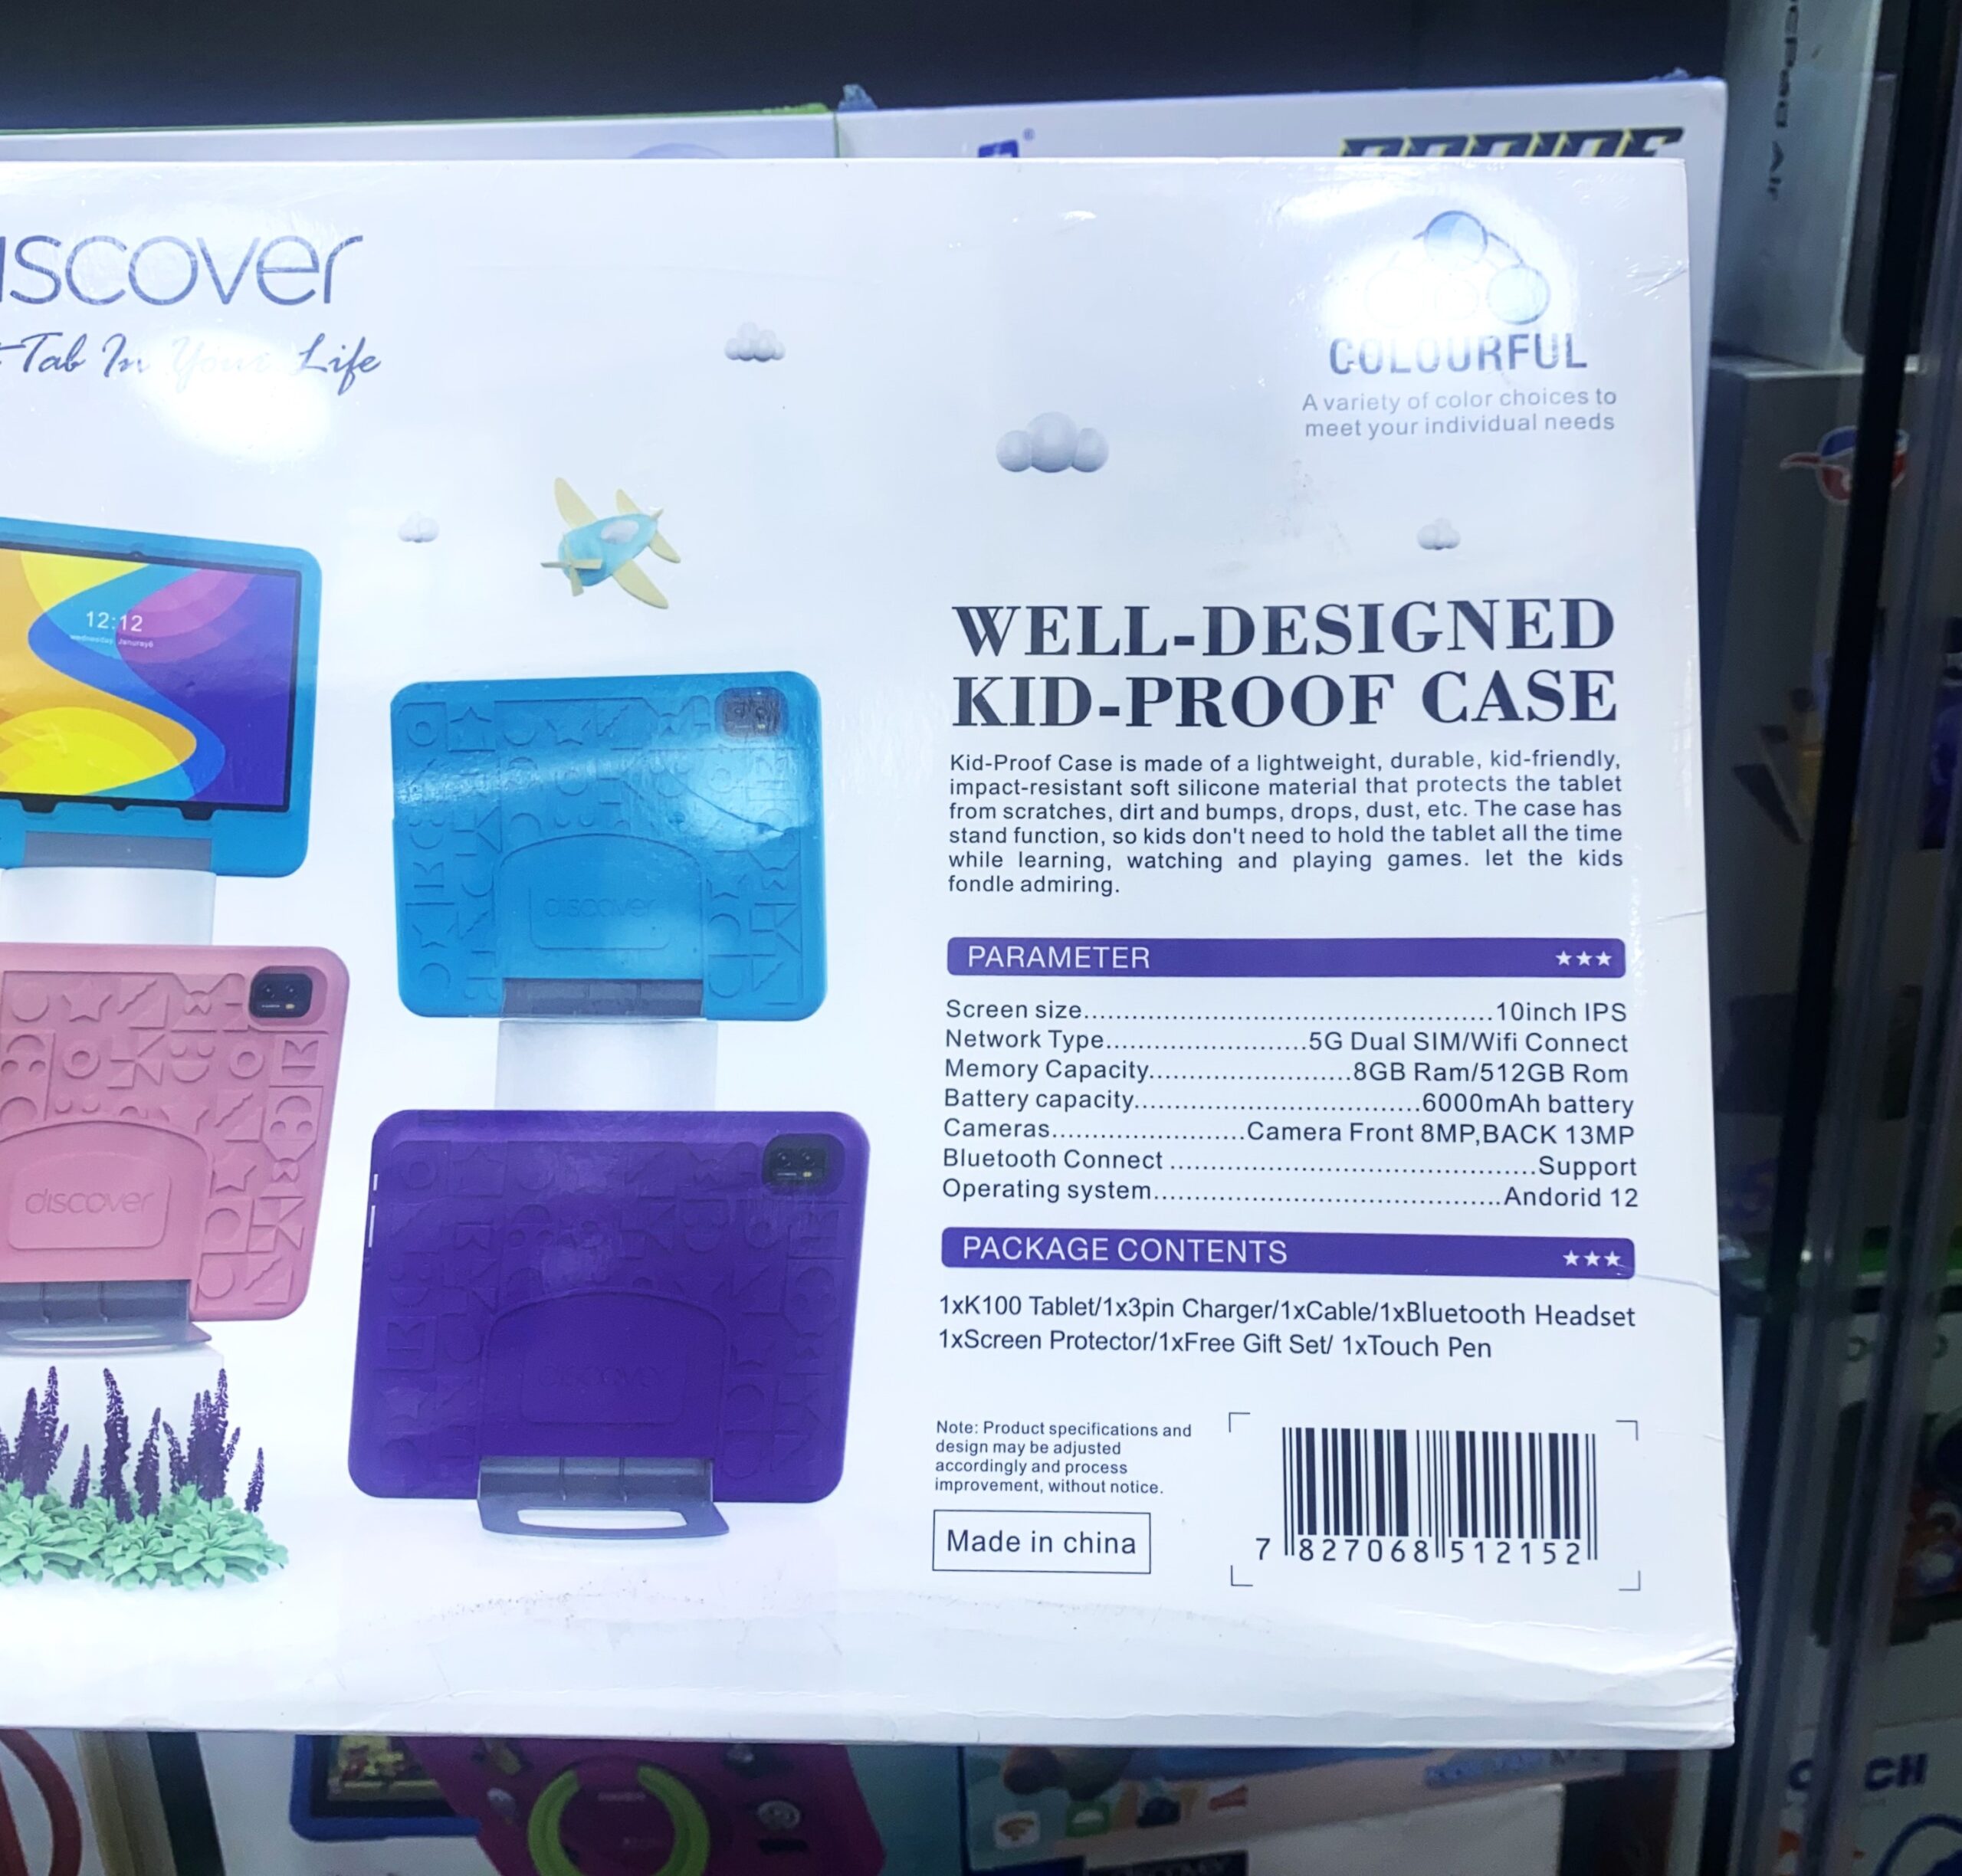 iscover
Tab In Your Life
COLOURFUL
A variety of color choices to
meet your individual needs
12:12
WELL-DESIGNED
KID-PROOF CASE
Kid-Proof Case is made of a lightweight, durable, kid-friendly,
impact-resistant soft silicone material that protects the tablet
from scratches, dirt and bumps, drops, dust, etc. The case has
stand function, so kids don't need to hold the tablet all the time
while learning, watching and playing games. let the kids
fondle admiring.
discover
discover
PARAMETER
Screen size................................................10inch IPS
Network Type........................5G Dual SIM/Wifi Connect
Memory Capacity........................8GB Ram/512GB Rom
Battery capacity..................................6000mAh battery
Cameras.......................Camera Front 8MP,BACK 13MP
Bluetooth Connect ...........................................Support
Operating system.........................................Andorid 12
PACKAGE CONTENTS
1xK100 Tablet/1x3pin Charger/1xCable/1xBluetooth Headset
1xScreen Protector/1xFree Gift Set/ 1xTouch Pen
Note: Product specifications and
design may be adjusted
accordingly and process
improvement, without notice.
Made in china
7 827068 512152